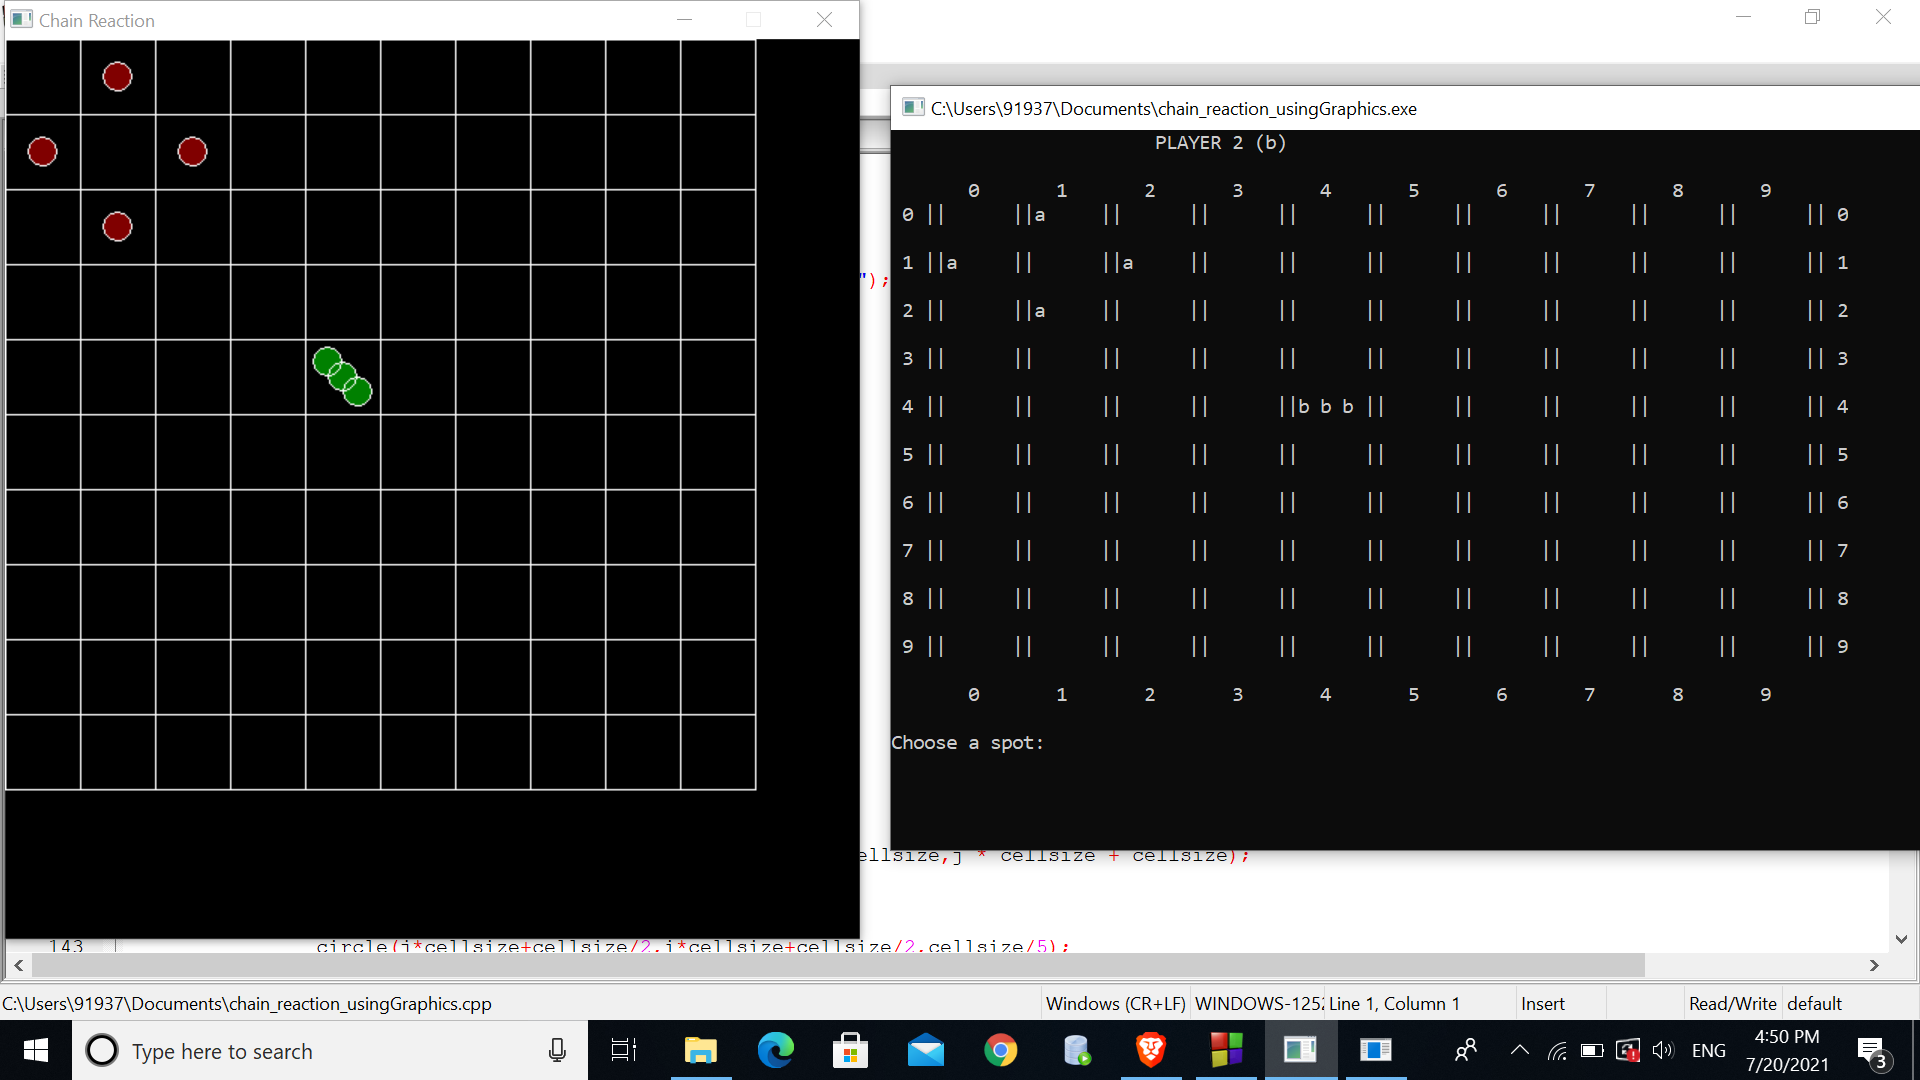 Chain Reaction
C:\Users\91937\Documents\chain_reaction_usingGraphics.exe
PLAYER 2 (b)
0 1 2 3 4 5 6 7 8 9
0 || ||a || || || || || || || || || 0
1 ||a || ||a || || || || || || || || 1
2 || ||a || || || || || || || || || 2
3 || || || || || || || || || || || 3
4 || || || || ||b b b || || || || || || 4
5 || || || || || || || || || || || 5
6 || || || || || || || || || || || 6
7 || || || || || || || || || || || 7
8 || || || || || || || || || || || 8
9 || || || || || || || || || || || 9
0 1 2 3 4 5 6 7 8 9
Choose a spot:
");
ellsize,j * cellsize + cellsize);
143 circle(j*cellsize+cellsize/2,i*cellsize+cellsize/2,cellsize/5);
C:\Users\91937\Documents\chain_reaction_usingGraphics.cpp Windows (CR+LF) WINDOWS-1252 Line 1, Column 1 Insert Read/Write default
Type here to search ENG 4:50 PM 3
7/20/2021